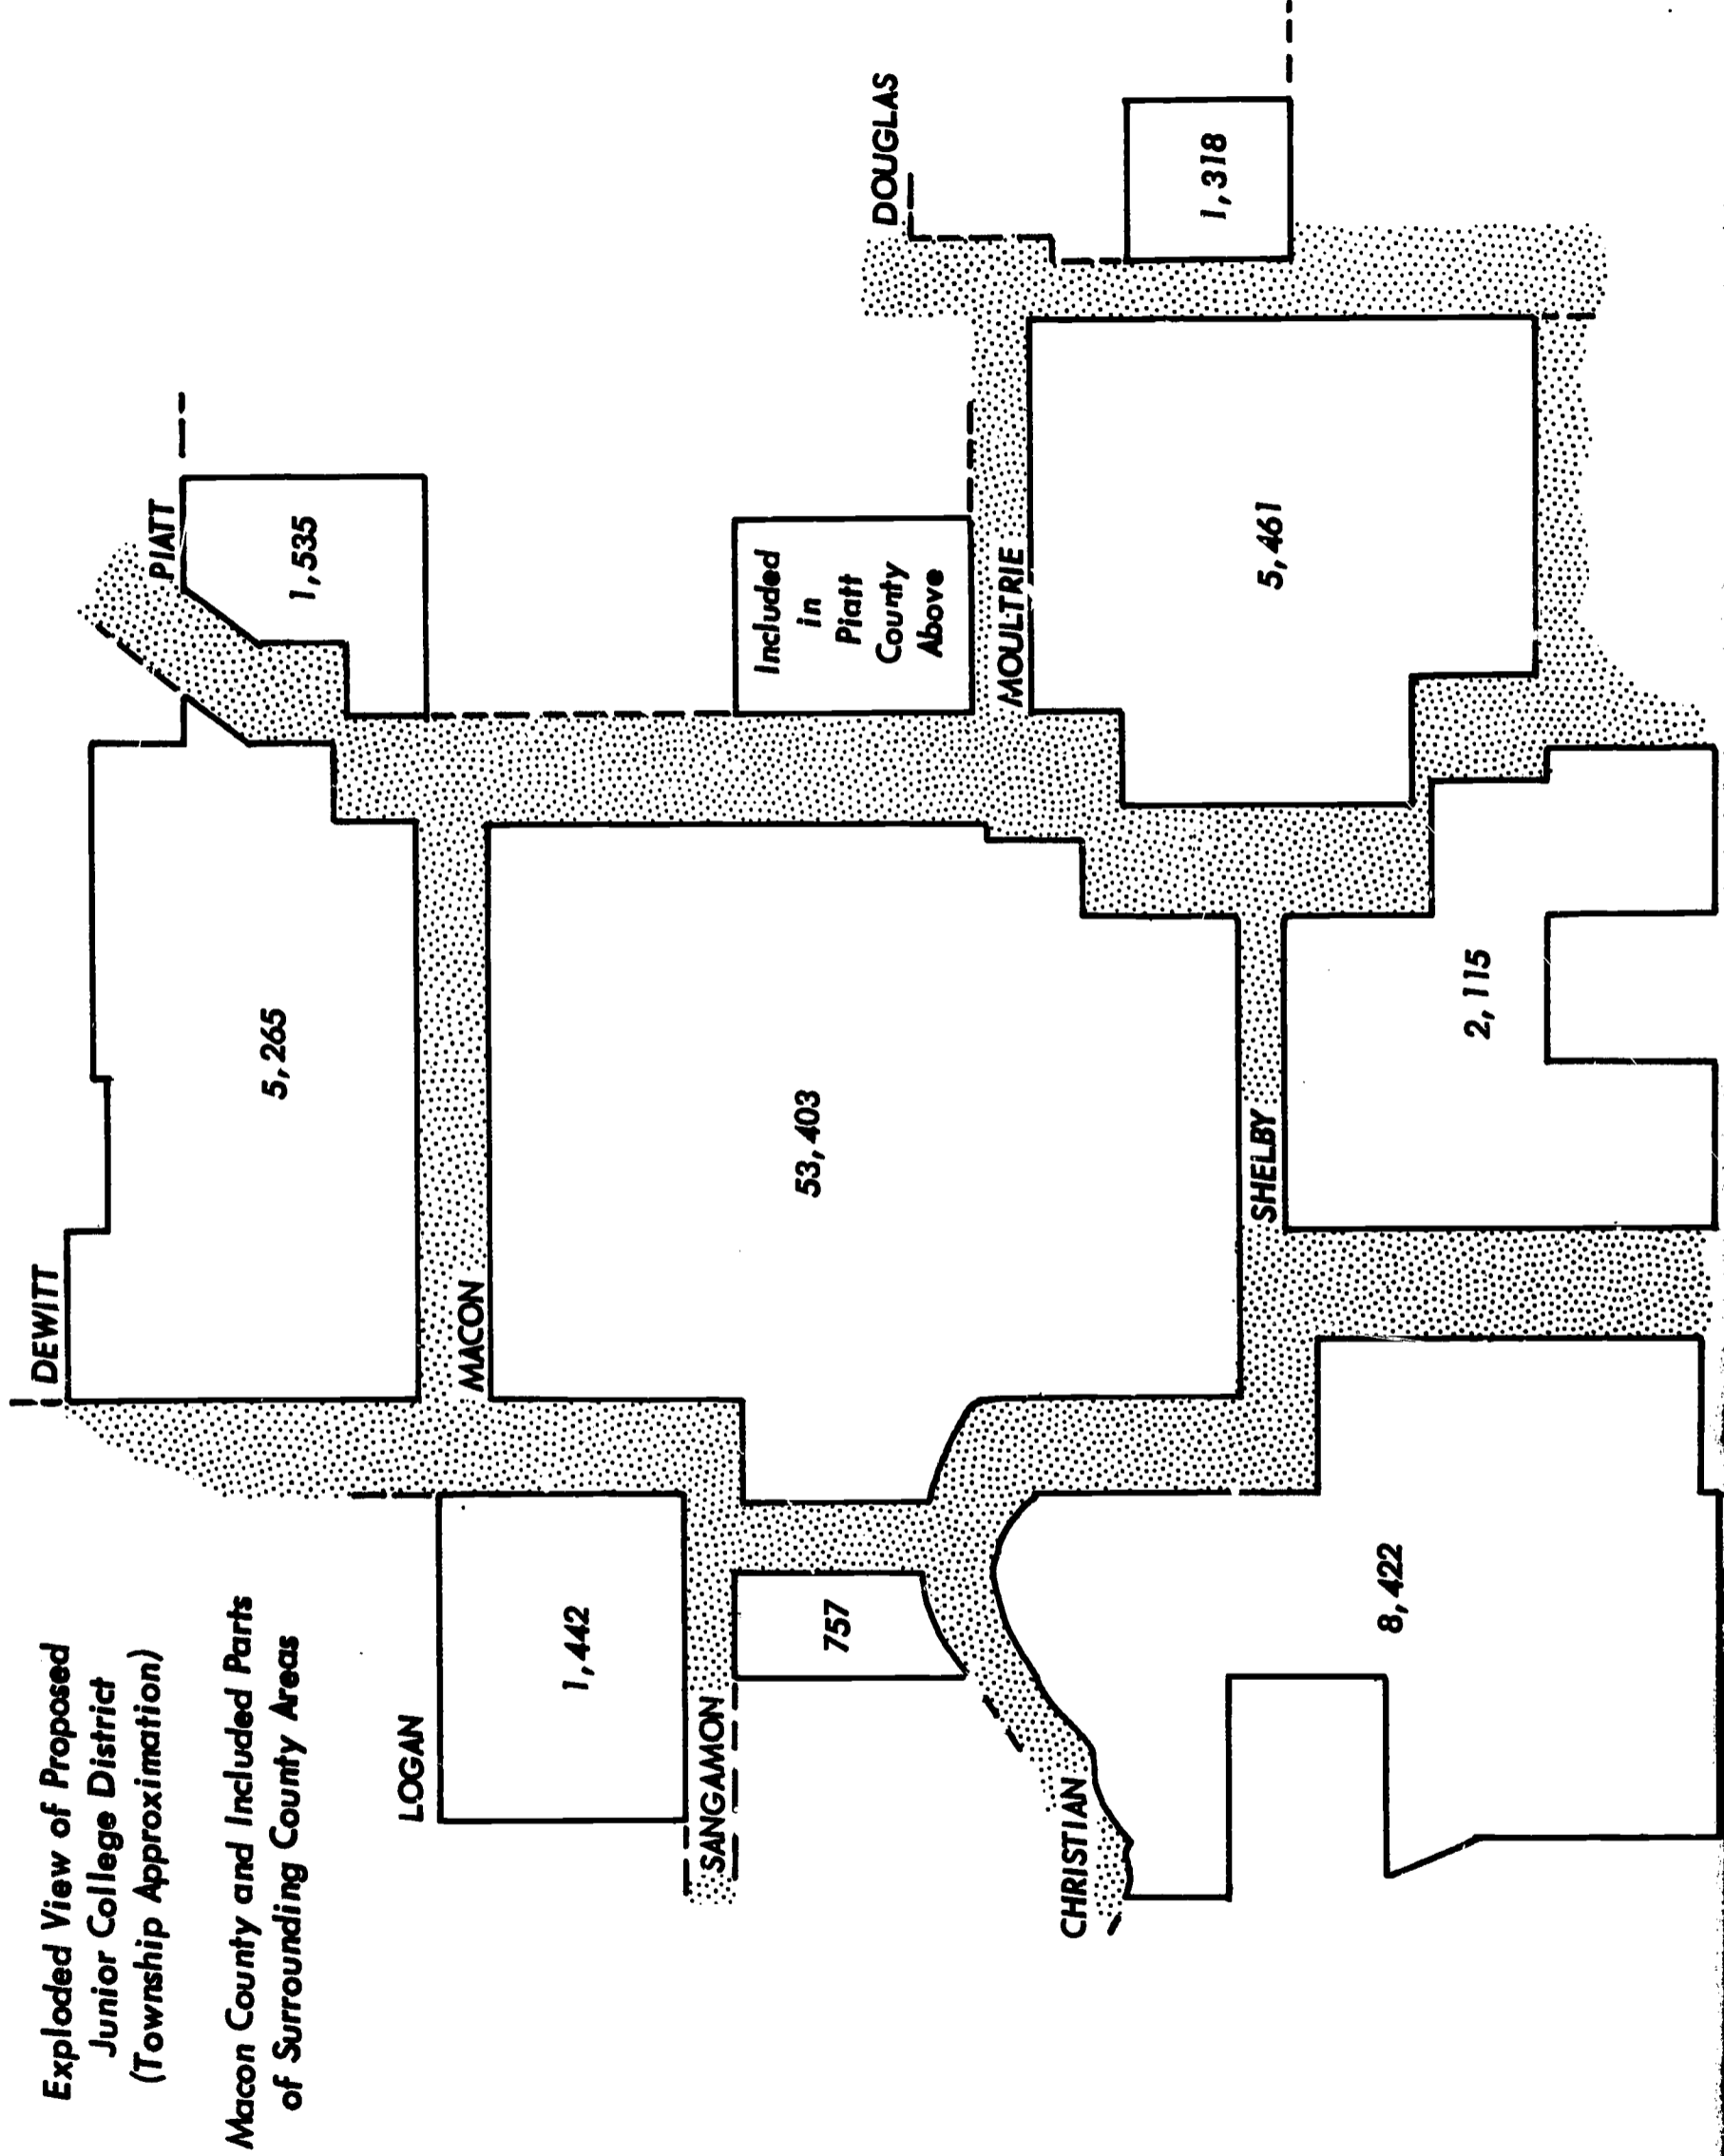 Exploded View of Proposed
Junior College District
(Township Approximation)
Macon County and Included Parts
of Surrounding County Areas
DEWITT
5,265
PIATT
1,535
LOGAN
1,442
MACON
53,403
SANGAMON
757
Included
in
Piatt
County
Above
DOUGLAS
1,318
MOULTRIE
5,461
CHRISTIAN
8,422
SHELBY
2,115